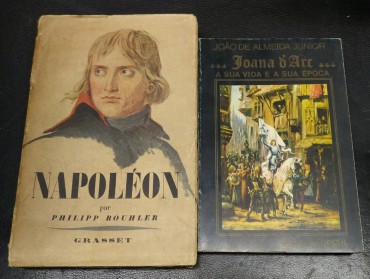 NAPOLÉON
par
PHILIPP BOUHLER
GRASSET
JOÃO DE ALMEIDA JUNIOR
Joana d'Arc
A SUA VIDA E A SUA ÉPOCA